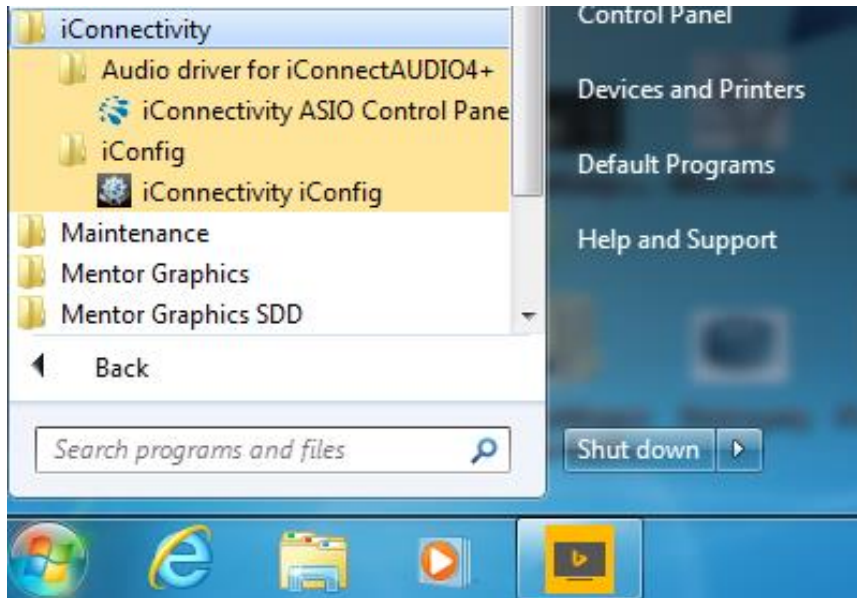 iConnectivity
Audio driver for iConnectAUDIO4+
iConnectivity ASIO Control Pane
iConfig
iConnectivity iConfig
Maintenance
Mentor Graphics
Mentor Graphics SDD
Back
Search programs and files
Control Panel
Devices and Printers
Default Programs
Help and Support
Shut down
b